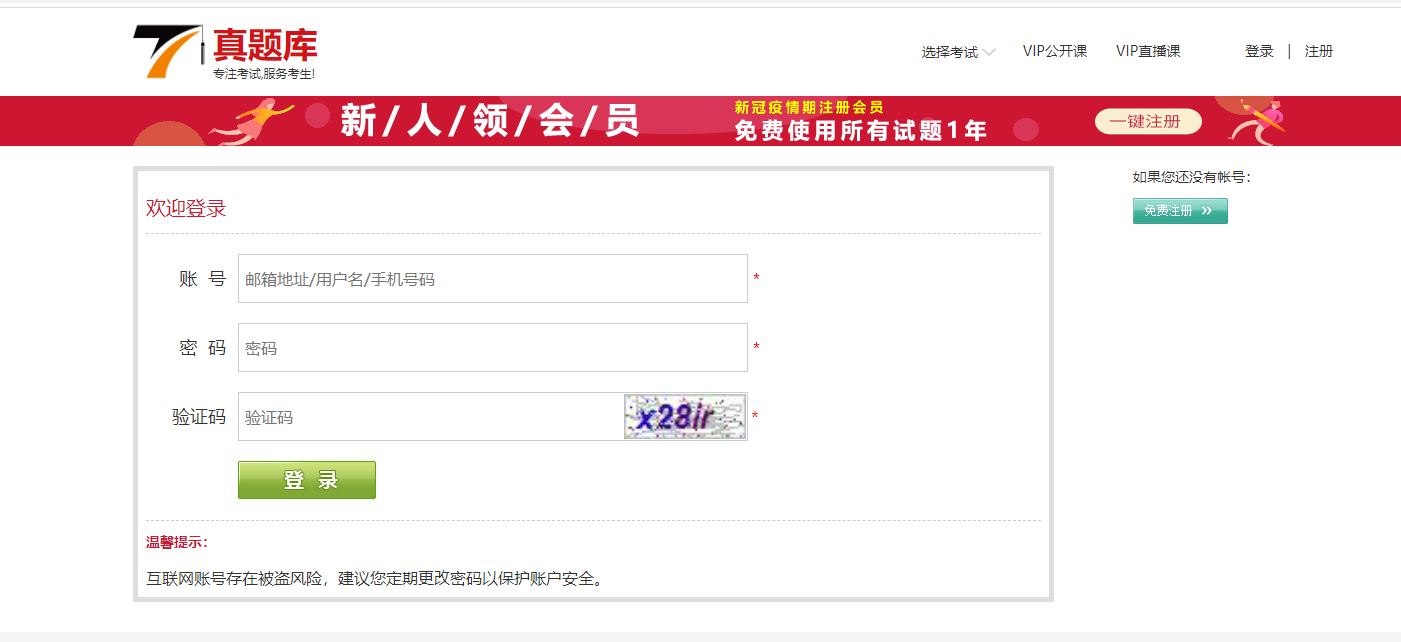 真题库
专注考试,服务考生!
选择考试 VIP公开课 VIP直播课 登录 | 注册
新/人/领/会/员
新冠疫情期注册会员
免费使用所有试题1年
一键注册
欢迎登录
账 号 邮箱地址/用户名/手机号码 *
密 码 密码 *
验证码 验证码 x28ir *
登 录
温馨提示：
互联网账号存在被盗风险，建议您定期更改密码以保护账户安全。
如果您还没有帐号：
免费注册 »